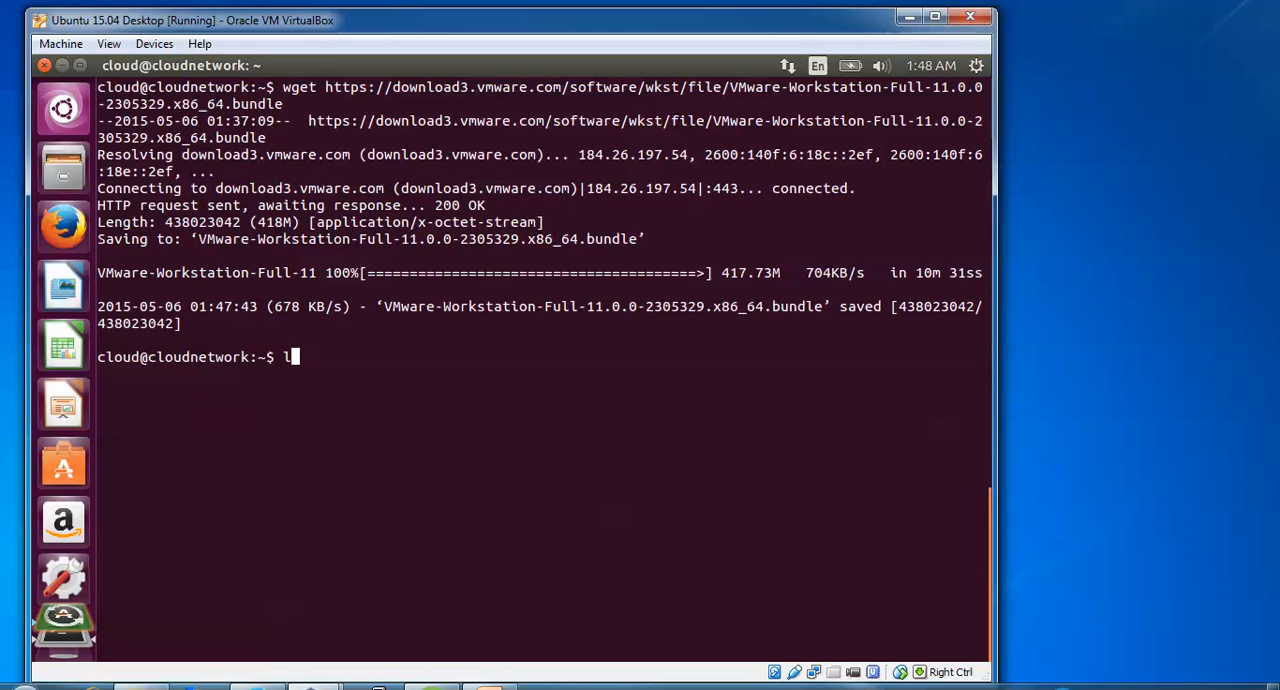 Ubuntu 15.04 Desktop [Running] - Oracle VM VirtualBox
Machine View Devices Help
cloud@cloudnetwork: ~ En 1:48 AM
cloud@cloudnetwork:~$ wget https://download3.vmware.com/software/wkst/file/VMware-Workstation-Full-11.0.0
-2305329.x86_64.bundle
--2015-05-06 01:37:09--  https://download3.vmware.com/software/wkst/file/VMware-Workstation-Full-11.0.0-2
305329.x86_64.bundle
Resolving download3.vmware.com (download3.vmware.com)... 184.26.197.54, 2600:140f:6:18c::2ef, 2600:140f:6
:18e::2ef, ...
Connecting to download3.vmware.com (download3.vmware.com)|184.26.197.54|:443... connected.
HTTP request sent, awaiting response... 200 OK
Length: 438023042 (418M) [application/x-octet-stream]
Saving to: ‘VMware-Workstation-Full-11.0.0-2305329.x86_64.bundle’
VMware-Workstation-Full-11 100%[=======================================>] 417.73M   704KB/s   in 10m 31ss
2015-05-06 01:47:43 (678 KB/s) - ‘VMware-Workstation-Full-11.0.0-2305329.x86_64.bundle’ saved [438023042/
438023042]
cloud@cloudnetwork:~$ l
Right Ctrl